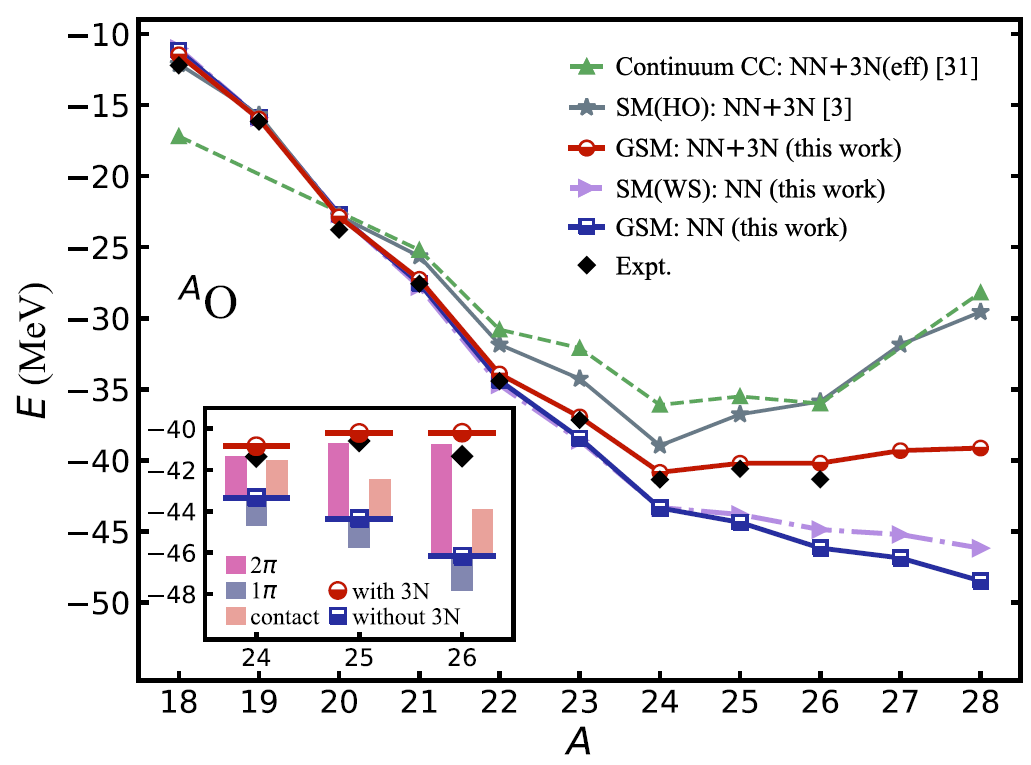 −10
−15
−20
−25
−30
−35
−40
−45
−50
E (MeV)
Continuum CC: NN+3N(eff) [31]
SM(HO): NN+3N [3]
GSM: NN+3N (this work)
SM(WS): NN (this work)
GSM: NN (this work)
Expt.
ᴬO
−40
−42
−44
−46
−48
2π
1π
contact
with 3N
without 3N
24 25 26
18 19 20 21 22 23 24 25 26 27 28
A